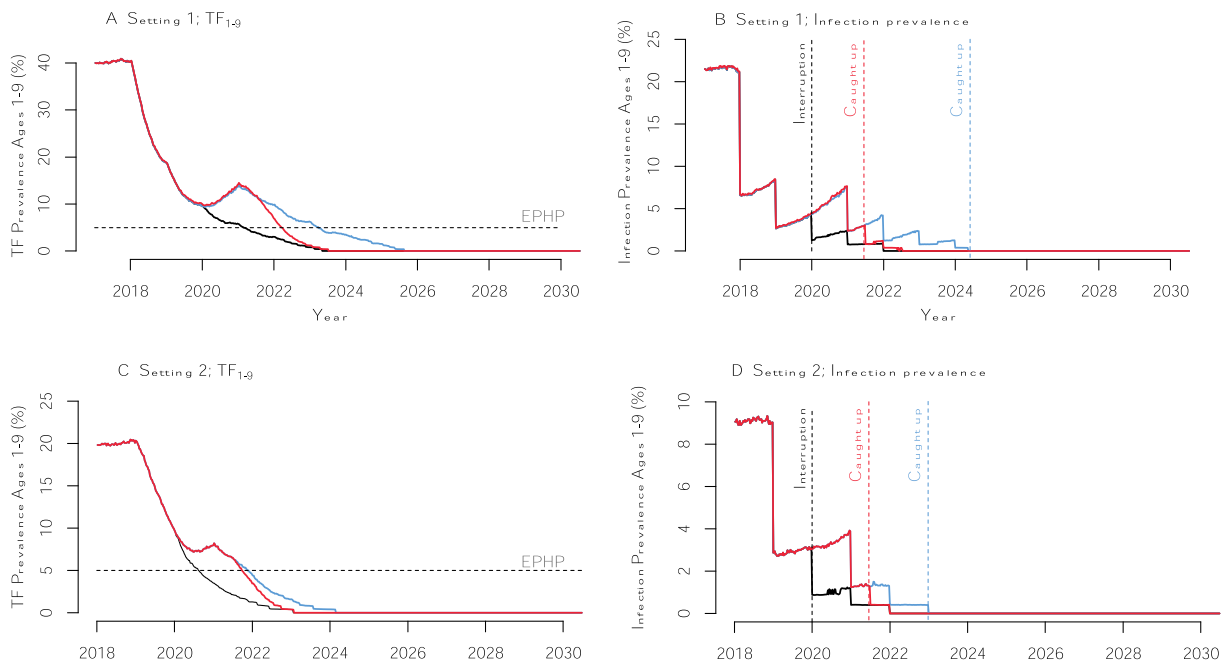 A Setting 1; TF1-9
TF Prevalence Ages 1-9 (%)
40
30
20
10
0
EPHP
2018 2020 2022 2024 2026 2028 2030
Year
B Setting 1; Infection prevalence
Infection Prevalence Ages 1-9 (%)
25
20
15
10
5
0
Interruption
Caught up
Caught up
2018 2020 2022 2024 2026 2028 2030
Year
C Setting 2; TF1-9
TF Prevalence Ages 1-9 (%)
25
20
15
10
5
0
EPHP
2018 2020 2022 2024 2026 2028 2030
D Setting 2; Infection prevalence
Infection Prevalence Ages 1-9 (%)
10
8
6
4
2
0
Interruption
Caught up
Caught up
2018 2020 2022 2024 2026 2028 2030